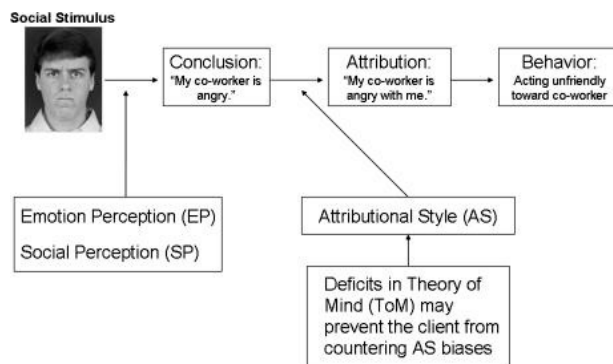 Social Stimulus
Conclusion:
"My co-worker is
angry."
Attribution:
"My co-worker is
angry with me."
Behavior:
Acting unfriendly
toward co-worker
Emotion Perception (EP)
Social Perception (SP)
Attributional Style (AS)
Deficits in Theory of
Mind (ToM) may
prevent the client from
countering AS biases